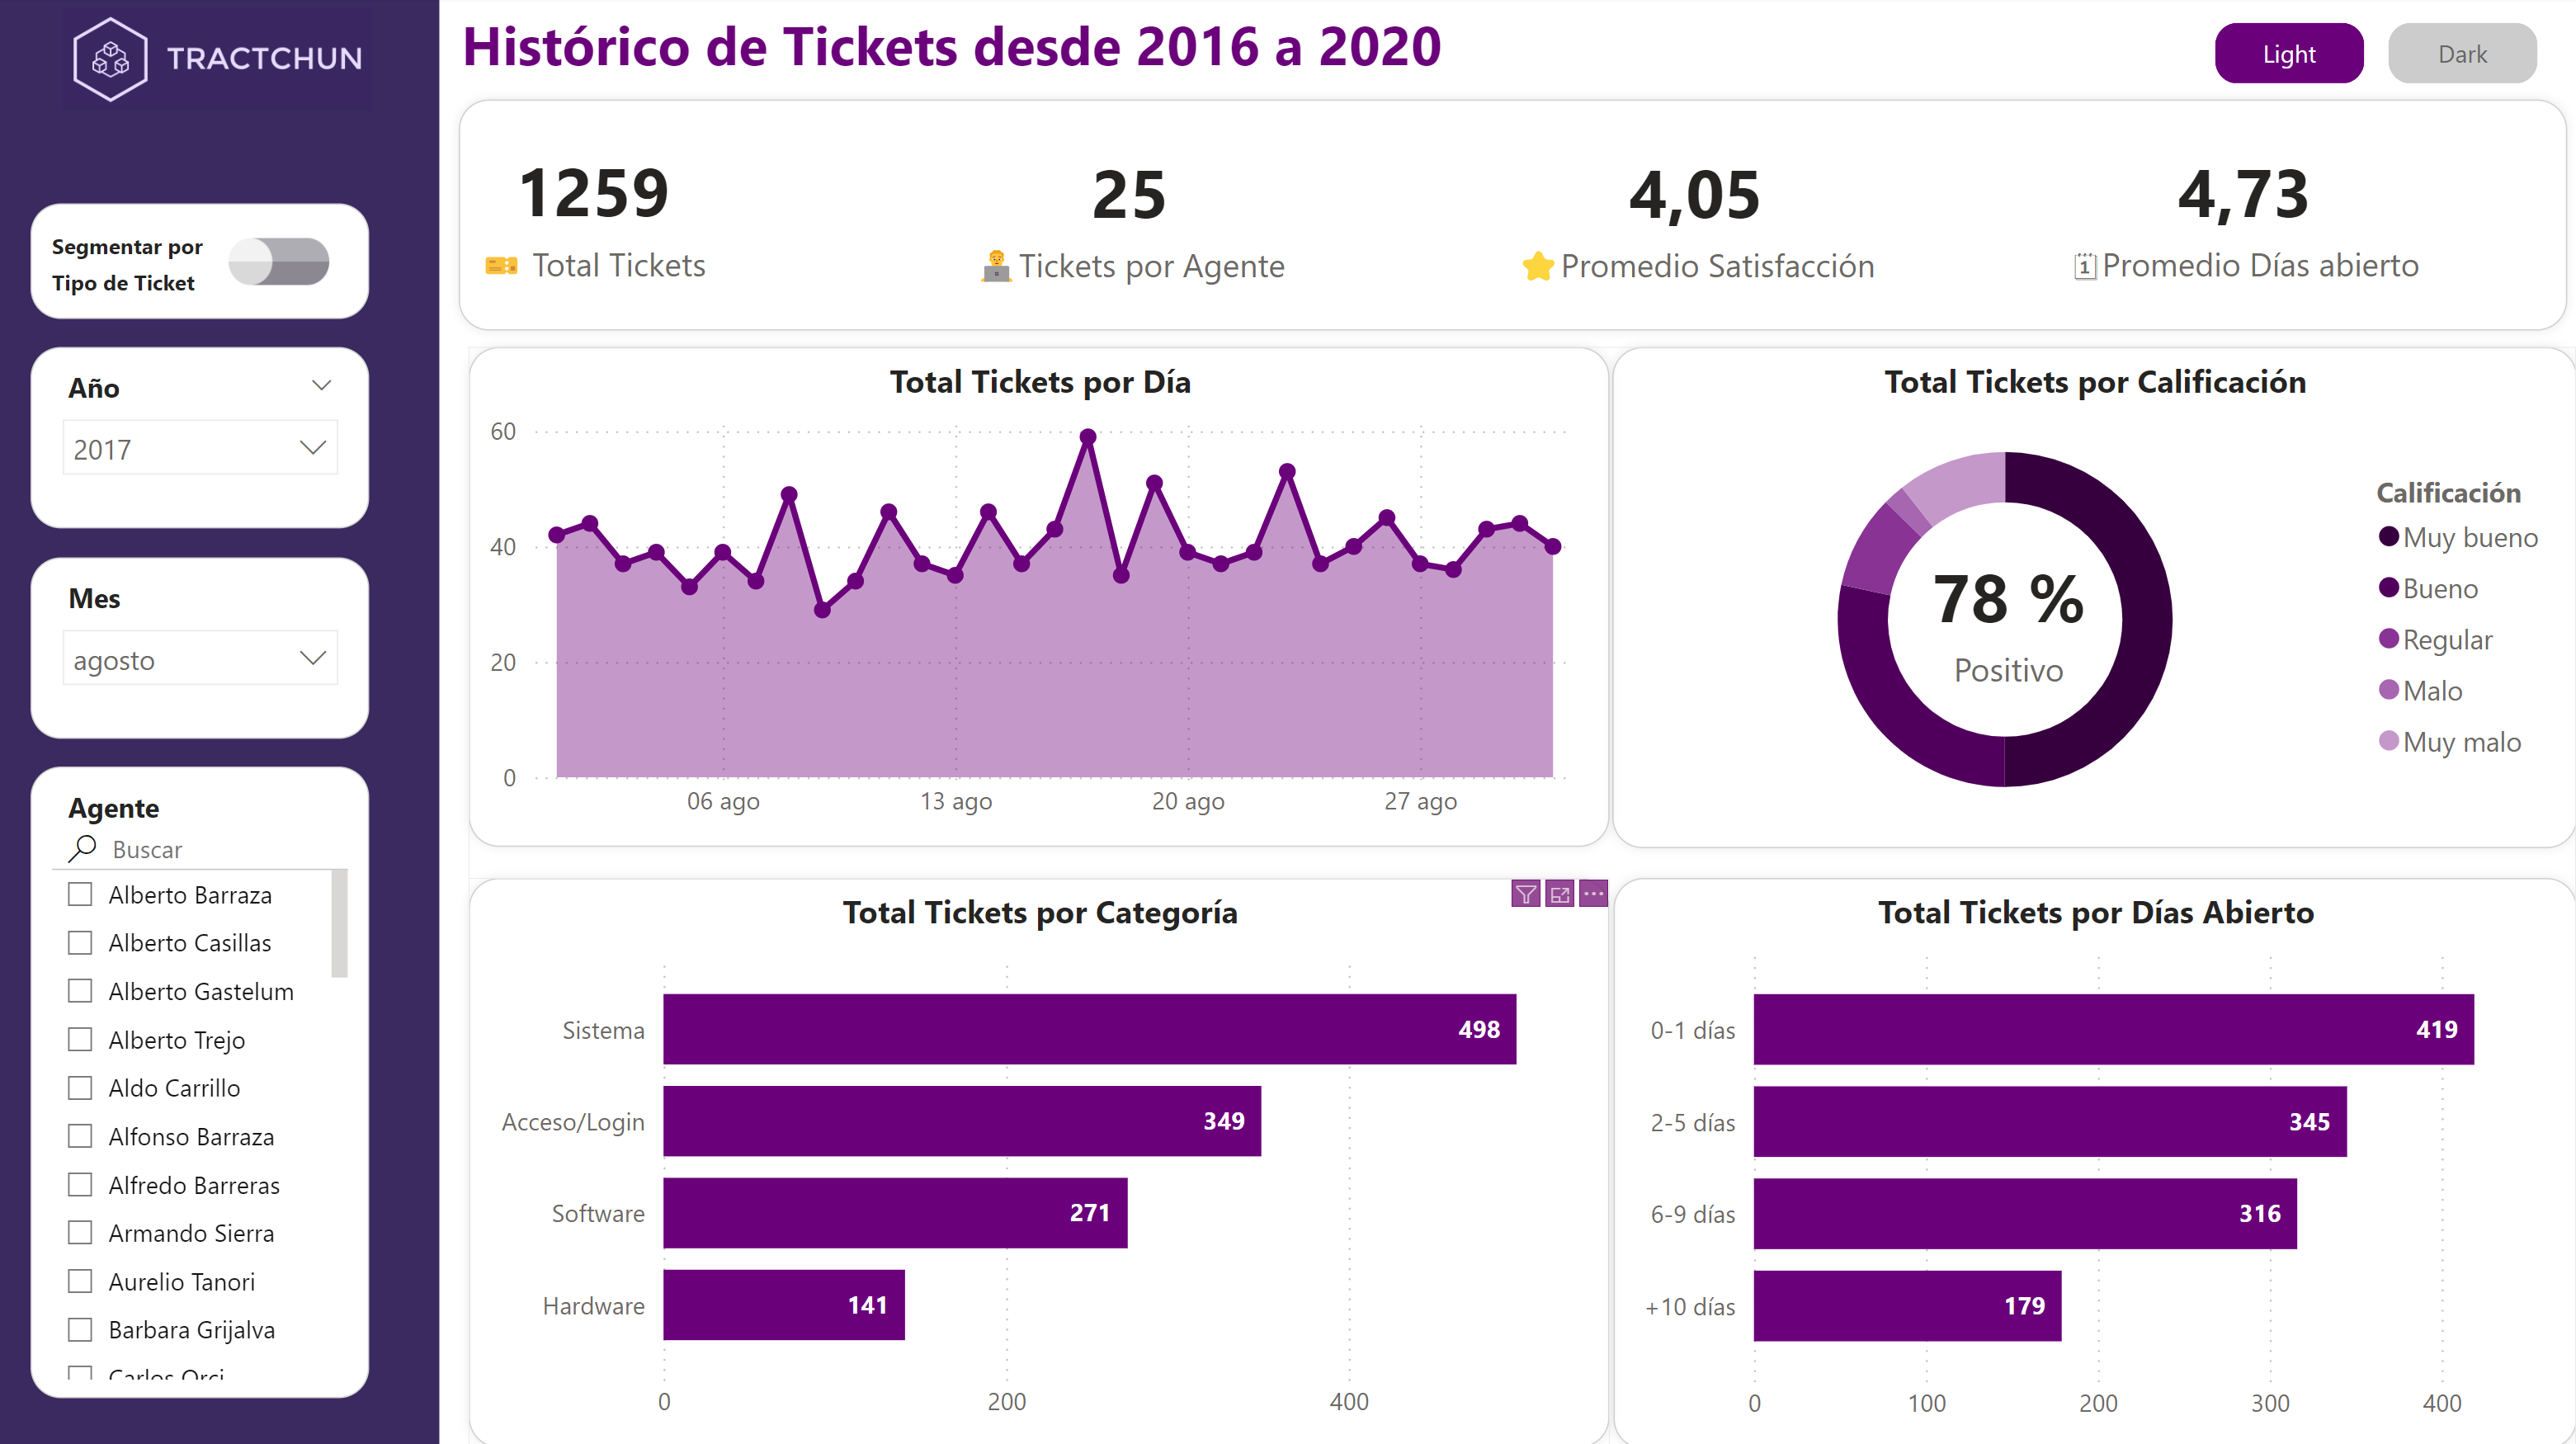 TRACTCHUN
Histórico de Tickets desde 2016 a 2020
Light
Dark
1259
Total Tickets
25
Tickets por Agente
4,05
Promedio Satisfacción
4,73
1
Promedio Días abierto
Segmentar por
Tipo de Ticket
Año
2017
Mes
agosto
Agente
Buscar
Alberto Barraza
Alberto Casillas
Alberto Gastelum
Alberto Trejo
Aldo Carrillo
Alfonso Barraza
Alfredo Barreras
Armando Sierra
Aurelio Tanori
Barbara Grijalva
Carlos Orci
Total Tickets por Día
60
40
20
0
06 ago
13 ago
20 ago
27 ago
Total Tickets por Calificación
78 %
Positivo
Calificación
Muy bueno
Bueno
Regular
Malo
Muy malo
Total Tickets por Categoría
Sistema
498
Acceso/Login
349
Software
271
Hardware
141
0
200
400
Total Tickets por Días Abierto
0-1 días
419
2-5 días
345
6-9 días
316
+10 días
179
0
100
200
300
400